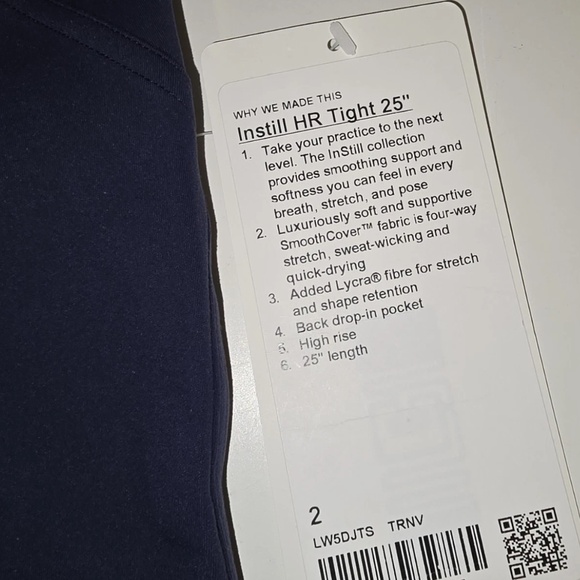 WHY WE MADE THIS
Instill HR Tight 25"
1. Take your practice to the next
level. The InStill collection
provides smoothing support and
softness you can feel in every
breath, stretch, and pose
2. Luxuriously soft and supportive
SmoothCover™ fabric is four-way
stretch, sweat-wicking and
quick-drying
3. Added Lycra® fibre for stretch
and shape retention
4. Back drop-in pocket
5. High rise
6. 25" length
2
LW5DJTS TRNV